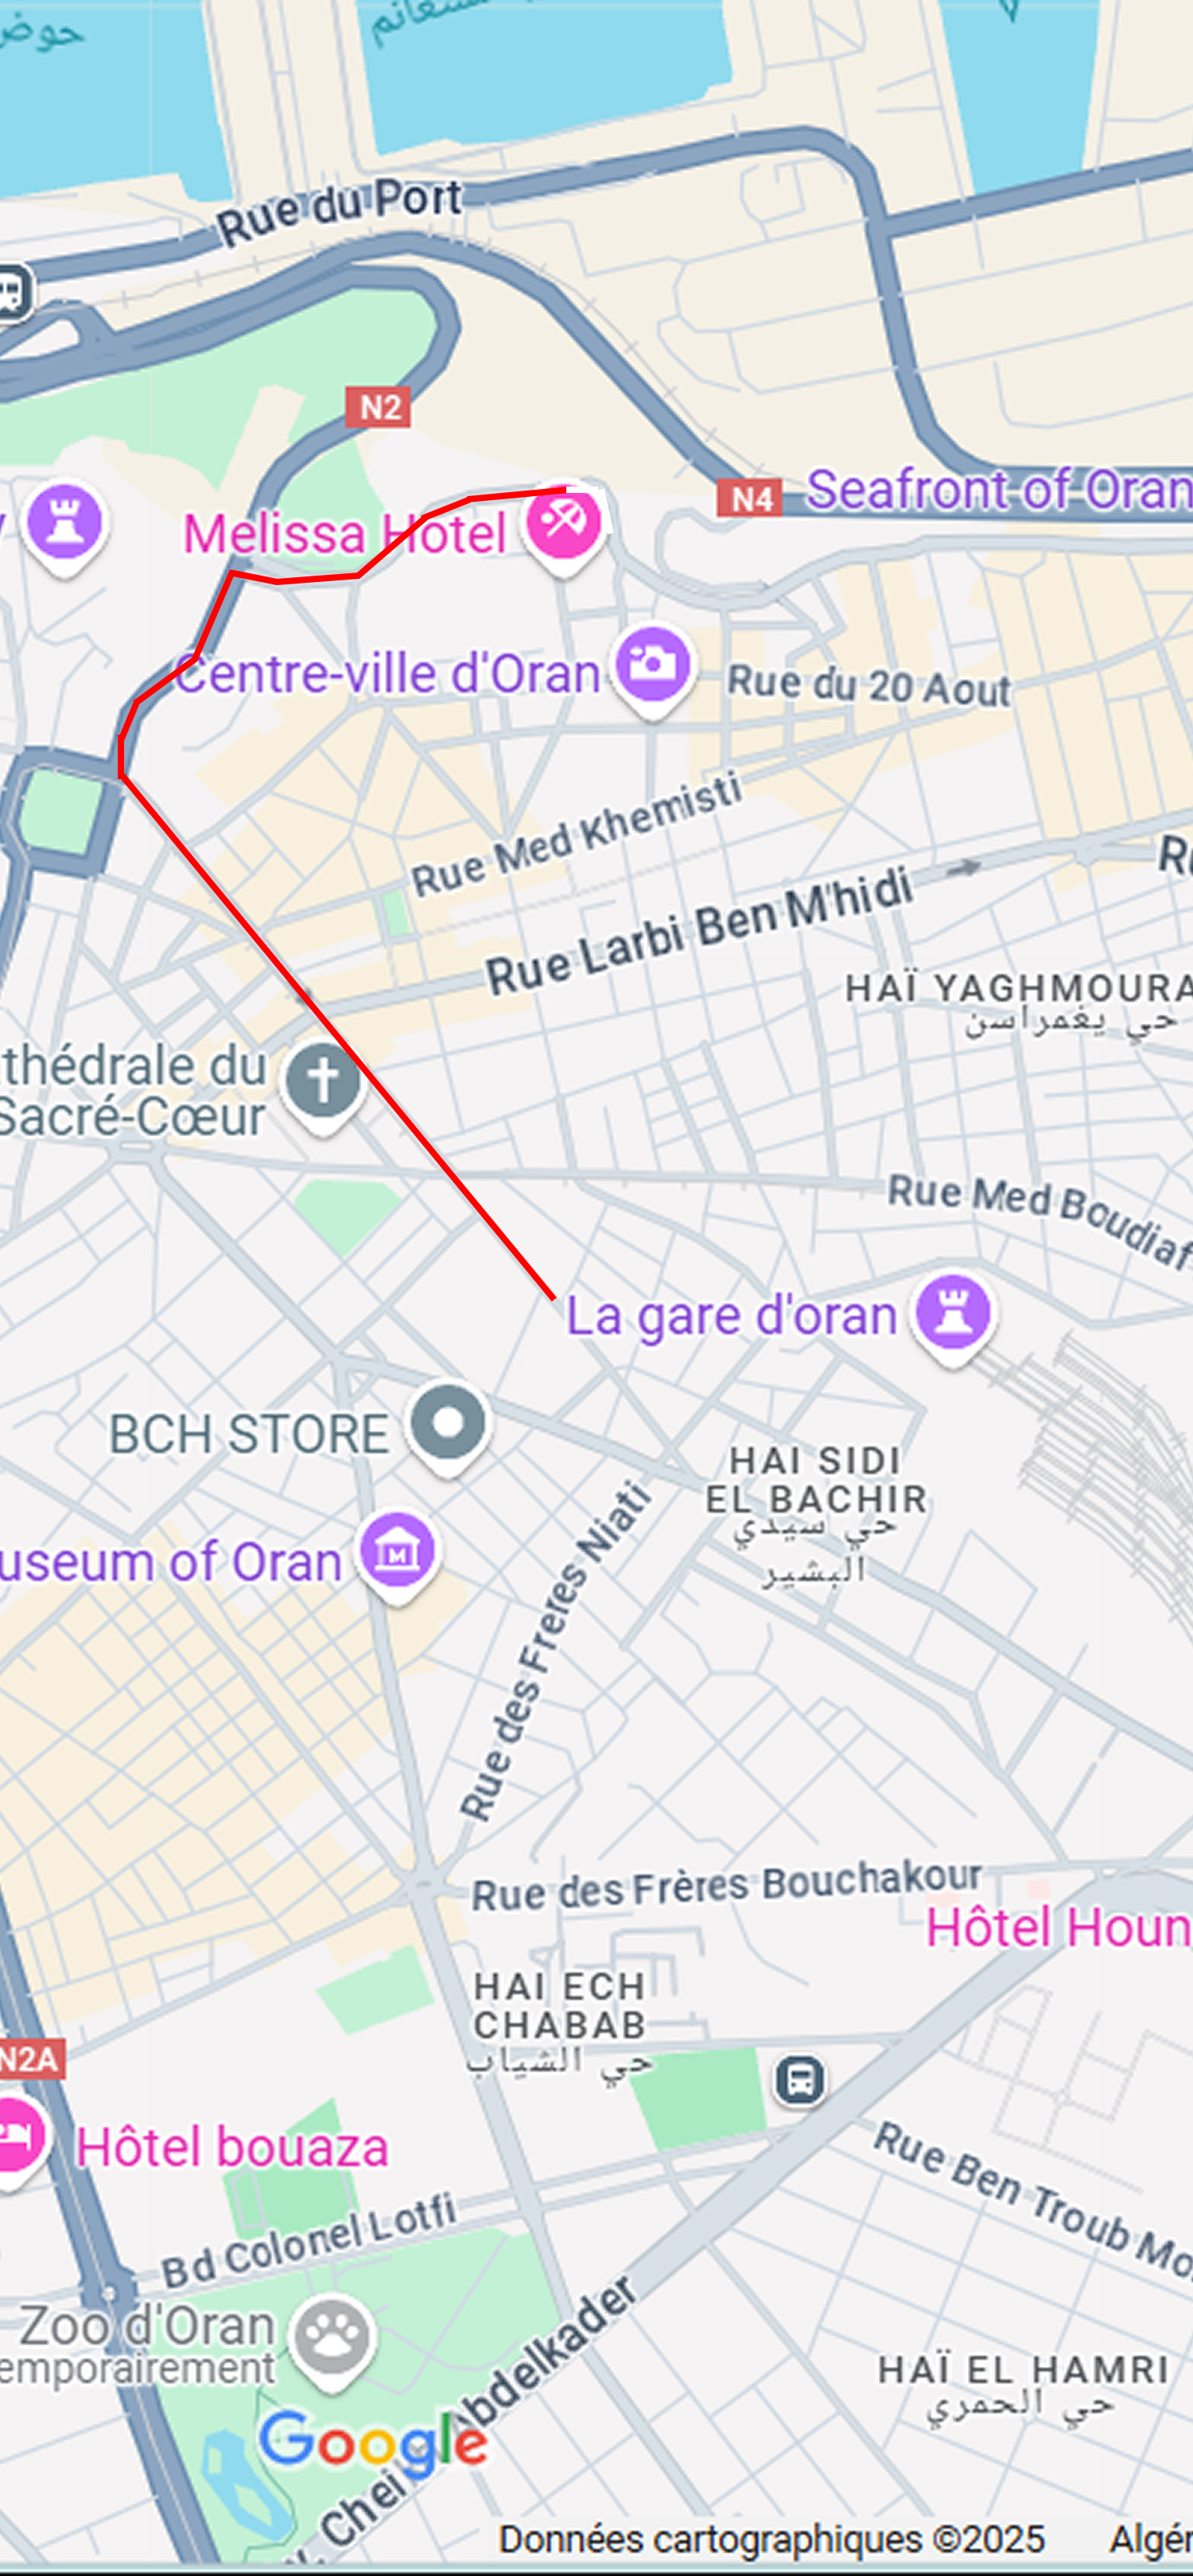 حوض
مستغانم
Rue du Port
N2
N4
Seafront of Oran
Melissa Hotel
Centre-ville d'Oran
Rue du 20 Aout
Rue Med Khemisti
Rue Larbi Ben M'hidi
HAÏ YAGHMOURA
حي يغمراسن
thédrale du
Sacré-Cœur
Rue Med Boudiaf
La gare d'oran
BCH STORE
HAI SIDI
EL BACHIR
حي سيدي
البشير
useum of Oran
Rue des Freres Niati
Rue des Frères Bouchakour
Hôtel Houn
HAI ECH
CHABAB
حي الشباب
N2A
Hôtel bouaza
Rue Ben Troub Mo
Bd Colonel Lotfi
Zoo d'Oran
emporairement
HAÏ EL HAMRI
حي الحمري
Abdelkader
Google
Chei
Données cartographiques ©2025
Algér